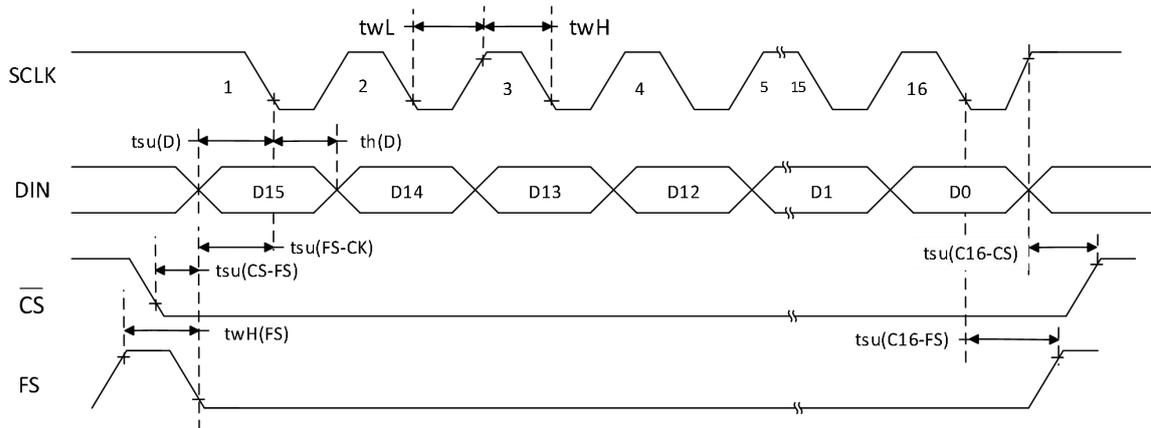 twL twH
SCLK 1 2 3 4 5 15 16
tsu(D) th(D)
DIN D15 D14 D13 D12 D1 D0
tsu(FS-CK)
tsu(C16-CS)
tsu(CS-FS)
CS
twH(FS)
tsu(C16-FS)
FS